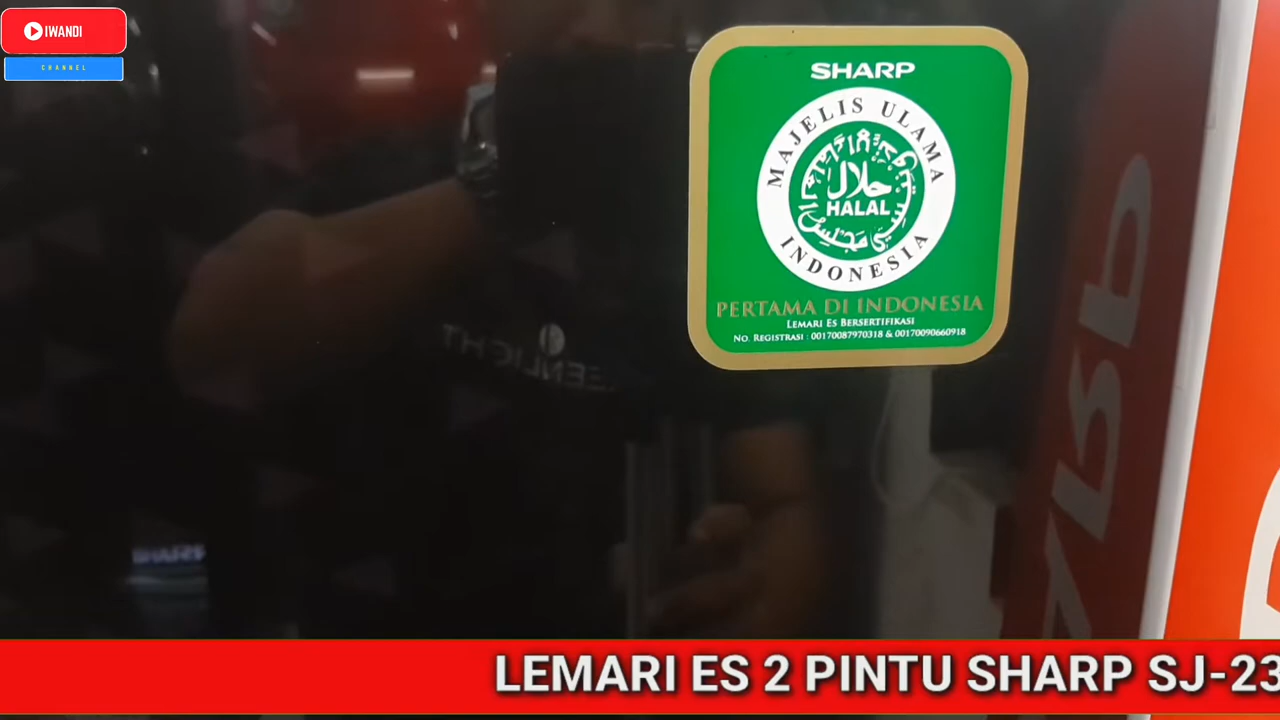 IWANDI
CHANNEL
SHARP
MAJELIS ULAMA
حلال
HALAL
INDONESIA
PERTAMA DI INDONESIA
LEMARI ES BERSERTIFIKASI
NO. REGISTRASI : 00170087970318 & 00170090660918
LEMARI ES 2 PINTU SHARP SJ-23